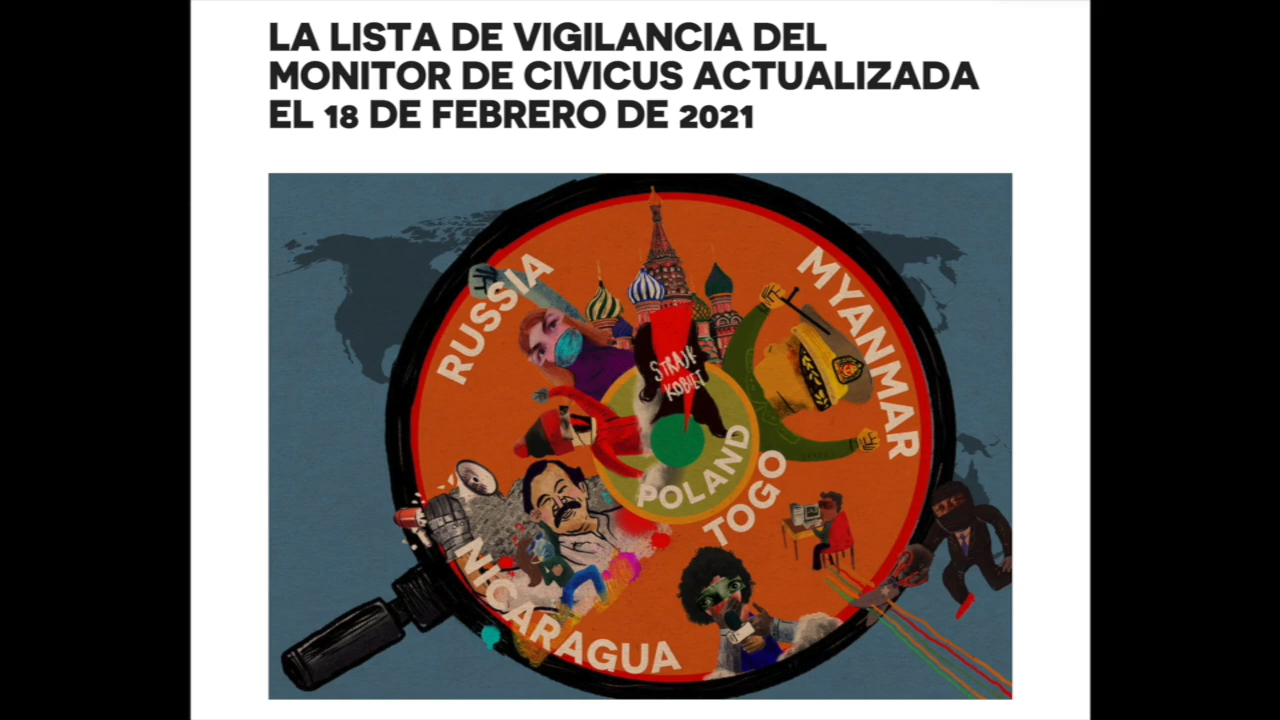 LA LISTA DE VIGILANCIA DEL
MONITOR DE CIVICUS ACTUALIZADA
EL 18 DE FEBRERO DE 2021
RUSSIA
MYANMAR
STRAJK
KOBIET
POLAND
TOGO
NICARAGUA